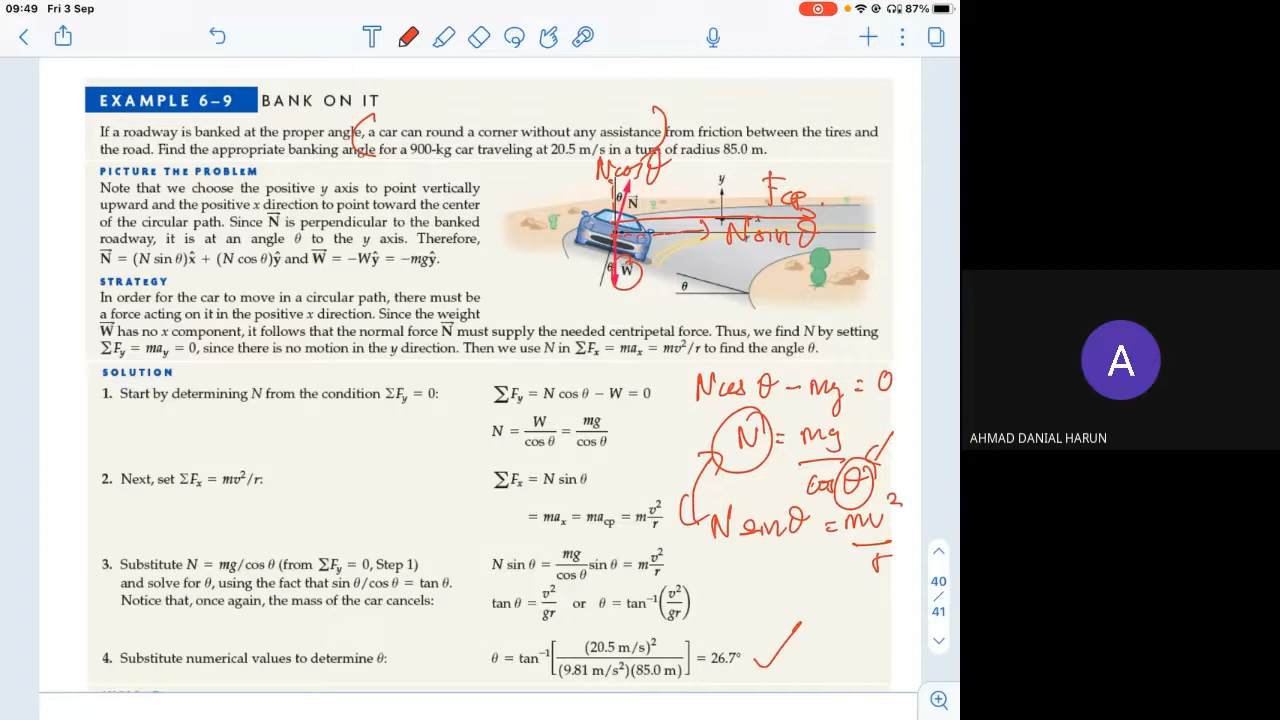 09:49 Fri 3 Sep
87%
EXAMPLE 6–9 BANK ON IT
If a roadway is banked at the proper angle, a car can round a corner without any assistance from friction between the tires and
the road. Find the appropriate banking angle for a 900-kg car traveling at 20.5 m/s in a turn of radius 85.0 m.
PICTURE THE PROBLEM
Note that we choose the positive y axis to point vertically
upward and the positive x direction to point toward the center
of the circular path. Since N⃗ is perpendicular to the banked
roadway, it is at an angle θ to the y axis. Therefore,
N⃗ = (N sin θ)x̂ + (N cos θ)ŷ and W⃗ = −Wŷ = −mgŷ.
N cos θ
θ
N⃗
y
Fcp.
x
N sin θ
θ
W⃗
θ
STRATEGY
In order for the car to move in a circular path, there must be
a force acting on it in the positive x direction. Since the weight
W⃗ has no x component, it follows that the normal force N⃗ must supply the needed centripetal force. Thus, we find N by setting
ΣFy = may = 0, since there is no motion in the y direction. Then we use N in ΣFx = max = mv²/r to find the angle θ.
SOLUTION
1. Start by determining N from the condition ΣFy = 0:
ΣFy = N cos θ − W = 0
N = W/cos θ = mg/cos θ
2. Next, set ΣFx = mv²/r:
ΣFx = N sin θ
= max = macp = m v²/r
3. Substitute N = mg/cos θ (from ΣFy = 0, Step 1)
and solve for θ, using the fact that sin θ/cos θ = tan θ.
Notice that, once again, the mass of the car cancels:
N sin θ = mg/cos θ sin θ = m v²/r
tan θ = v²/gr or θ = tan⁻¹(v²/gr)
4. Substitute numerical values to determine θ:
θ = tan⁻¹[(20.5 m/s)²/(9.81 m/s²)(85.0 m)] = 26.7°
N cos θ − mg = 0
N = mg/cos θ
N sin θ = mv²/r
40
/
41
A
AHMAD DANIAL HARUN